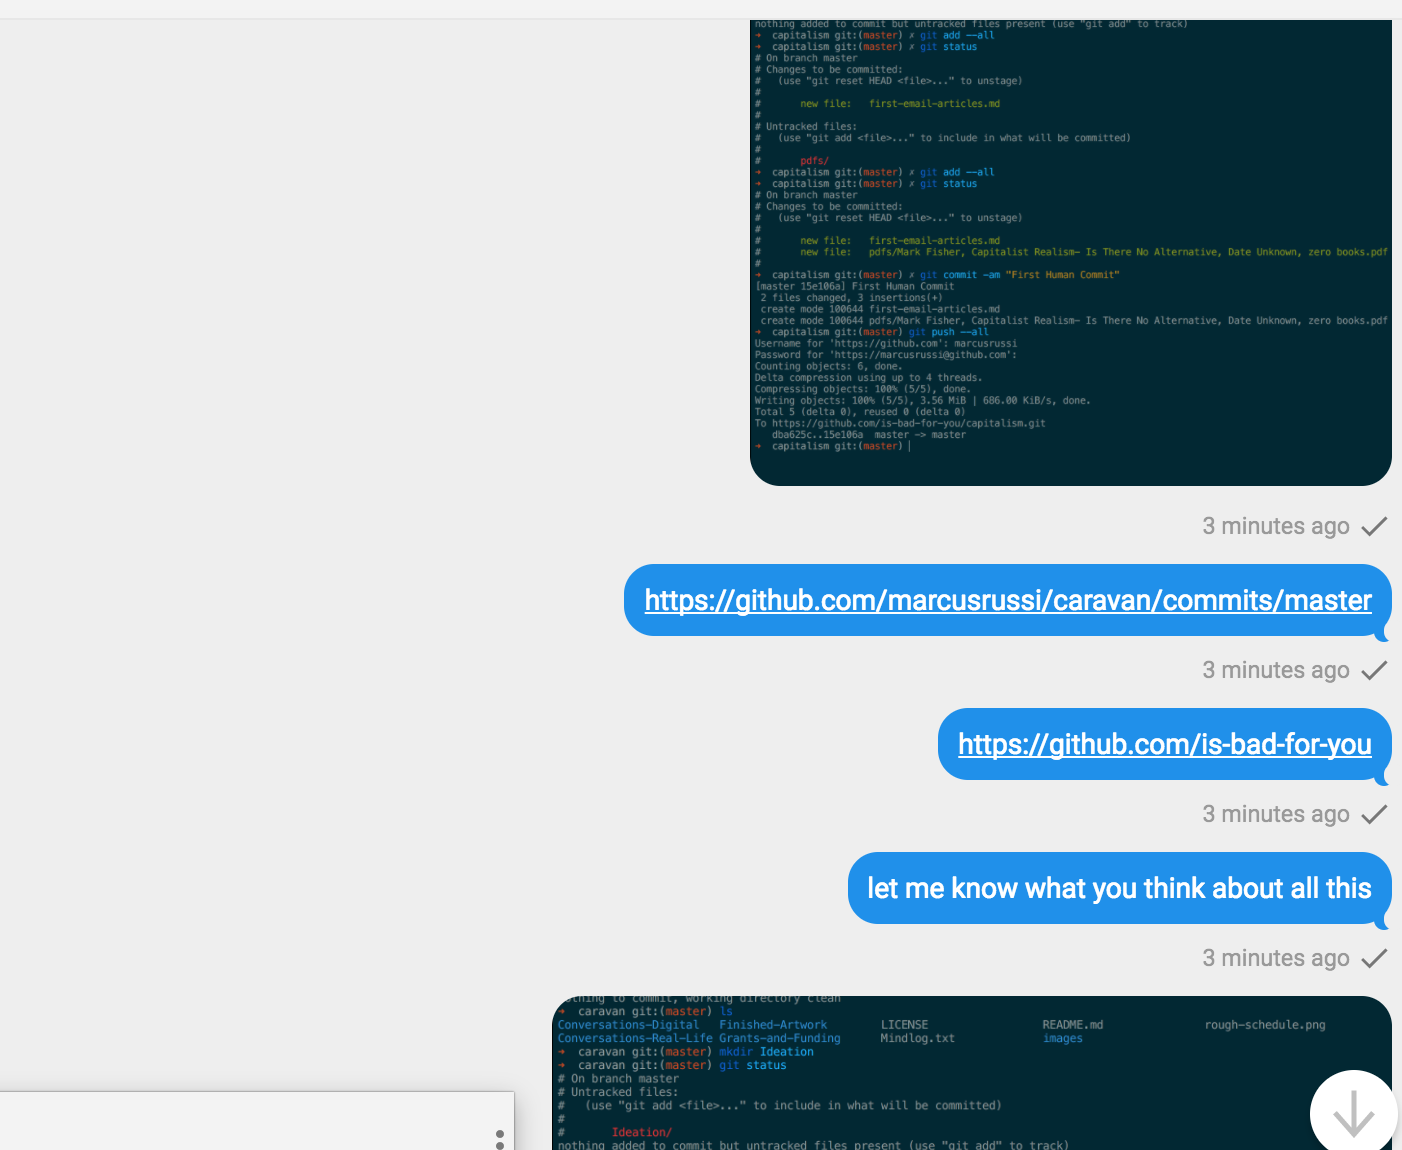 nothing added to commit but untracked files present (use "git add" to track)
➜  capitalism git:(master) ✗ git add --all
➜  capitalism git:(master) ✗ git status
# On branch master
# Changes to be committed:
#   (use "git reset HEAD <file>..." to unstage)
#
#       new file:   first-email-articles.md
#
# Untracked files:
#   (use "git add <file>..." to include in what will be committed)
#
#       pdfs/
➜  capitalism git:(master) ✗ git add --all
➜  capitalism git:(master) ✗ git status
# On branch master
# Changes to be committed:
#   (use "git reset HEAD <file>..." to unstage)
#
#       new file:   first-email-articles.md
#       new file:   pdfs/Mark Fisher, Capitalist Realism- Is There No Alternative, Date Unknown, zero books.pdf
#
➜  capitalism git:(master) ✗ git commit -am "First Human Commit"
[master 15e106a] First Human Commit
 2 files changed, 3 insertions(+)
 create mode 100644 first-email-articles.md
 create mode 100644 pdfs/Mark Fisher, Capitalist Realism- Is There No Alternative, Date Unknown, zero books.pdf
➜  capitalism git:(master) git push --all
Username for 'https://github.com': marcusrussi
Password for 'https://marcusrussi@github.com':
Counting objects: 6, done.
Delta compression using up to 4 threads.
Compressing objects: 100% (5/5), done.
Writing objects: 100% (5/5), 3.56 MiB | 686.00 KiB/s, done.
Total 5 (delta 0), reused 0 (delta 0)
To https://github.com/is-bad-for-you/capitalism.git
   dba625c..15e106a  master -> master
➜  capitalism git:(master)
3 minutes ago
https://github.com/marcusrussi/caravan/commits/master
3 minutes ago
https://github.com/is-bad-for-you
3 minutes ago
let me know what you think about all this
3 minutes ago
nothing to commit, working directory clean
➜  caravan git:(master) ls
Conversations-Digital   Finished-Artwork        LICENSE                 README.md               rough-schedule.png
Conversations-Real-Life Grants-and-Funding      Mindlog.txt             images
➜  caravan git:(master) mkdir Ideation
➜  caravan git:(master) git status
# On branch master
# Untracked files:
#   (use "git add <file>..." to include in what will be committed)
#
#       Ideation/
nothing added to commit but untracked files present (use "git add" to track)